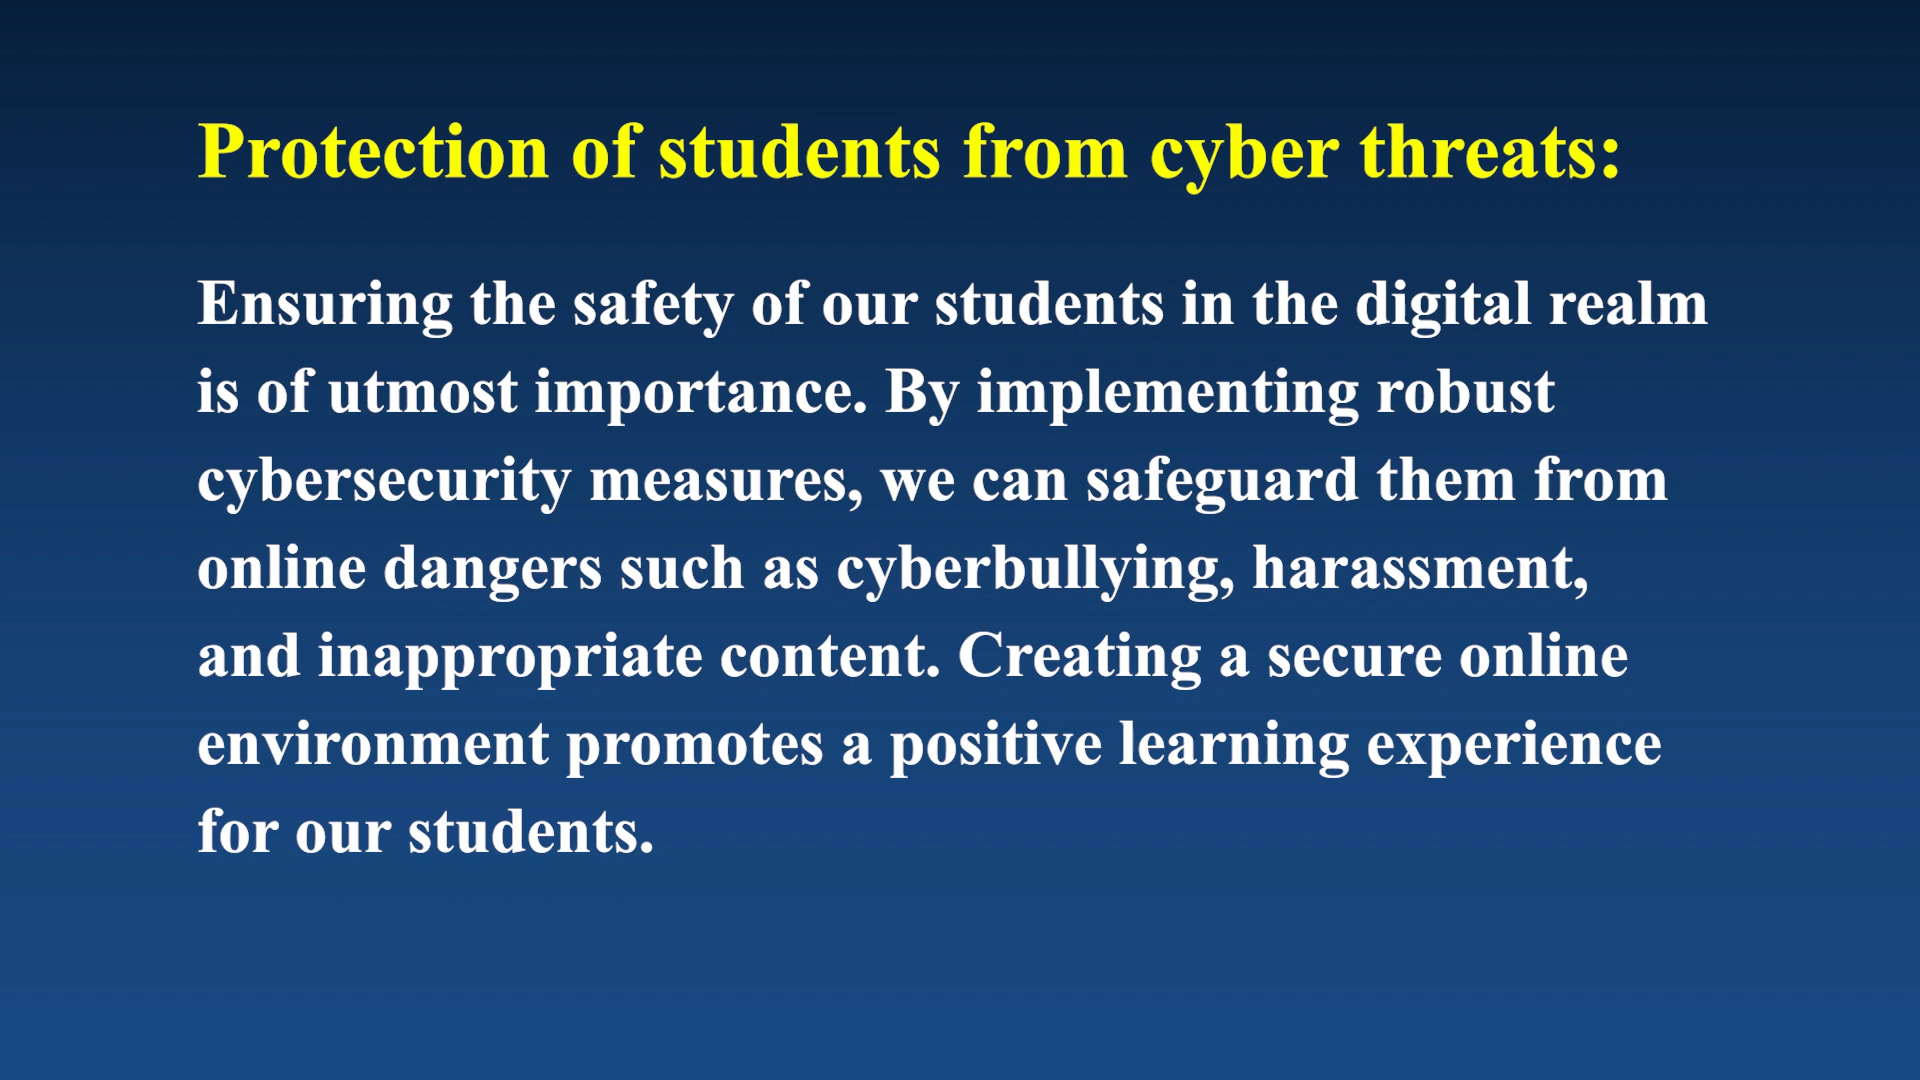 Protection of students from cyber threats:
Ensuring the safety of our students in the digital realm
is of utmost importance. By implementing robust
cybersecurity measures, we can safeguard them from
online dangers such as cyberbullying, harassment,
and inappropriate content. Creating a secure online
environment promotes a positive learning experience
for our students.